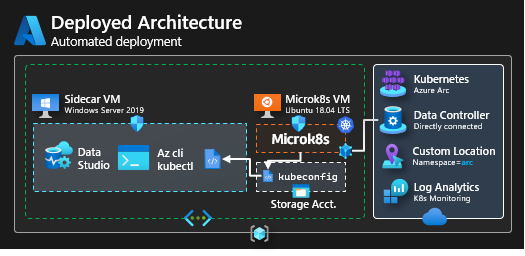 Deployed Architecture
Automated deployment
Sidecar VM
Windows Server 2019
Data
Studio
Az cli
kubectl
Microk8s VM
Ubuntu 18.04 LTS
Microk8s
kubeconfig
Storage Acct.
Kubernetes
Azure Arc
Data Controller
Directly connected
Custom Location
Namespace=arc
Log Analytics
K8s Monitoring